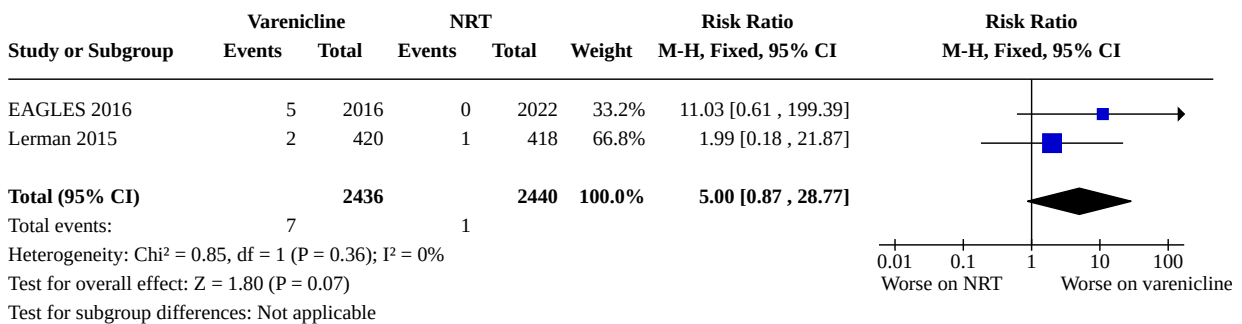 Varenicline NRT Risk Ratio Risk Ratio
Study or Subgroup Events Total Events Total Weight M-H, Fixed, 95% CI M-H, Fixed, 95% CI
EAGLES 2016 5 2016 0 2022 33.2% 11.03 [0.61 , 199.39]
Lerman 2015 2 420 1 418 66.8% 1.99 [0.18 , 21.87]
Total (95% CI) 2436 2440 100.0% 5.00 [0.87 , 28.77]
Total events: 7 1
Heterogeneity: Chi² = 0.85, df = 1 (P = 0.36); I² = 0%
0.01 0.1 1 10 100
Test for overall effect: Z = 1.80 (P = 0.07)
Worse on NRT Worse on varenicline
Test for subgroup differences: Not applicable